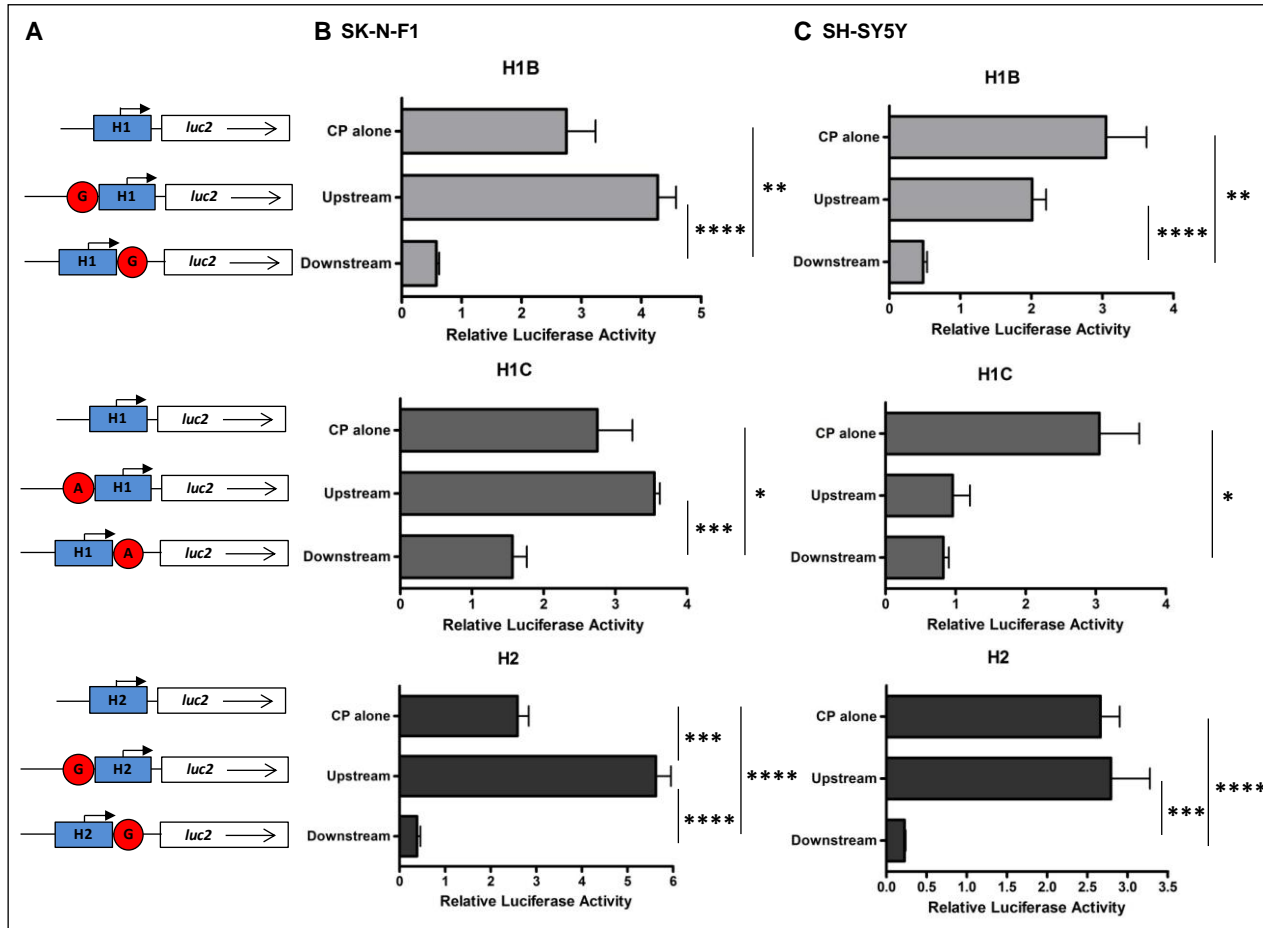 A
B SK-N-F1
C SH-SY5Y
H1 luc2
G H1 luc2
H1 G luc2
H1B
CP alone
Upstream
Downstream
**
****
0 1 2 3 4 5
Relative Luciferase Activity
H1B
CP alone
Upstream
Downstream
**
****
0 1 2 3 4
Relative Luciferase Activity
H1 luc2
A H1 luc2
H1 A luc2
H1C
CP alone
Upstream
Downstream
*
***
0 1 2 3 4
Relative Luciferase Activity
H1C
CP alone
Upstream
Downstream
*
0 1 2 3 4
Relative Luciferase Activity
H2 luc2
G H2 luc2
H2 G luc2
H2
CP alone
Upstream
Downstream
***
****
****
0 1 2 3 4 5 6
Relative Luciferase Activity
H2
CP alone
Upstream
Downstream
****
***
0.0 0.5 1.0 1.5 2.0 2.5 3.0 3.5
Relative Luciferase Activity